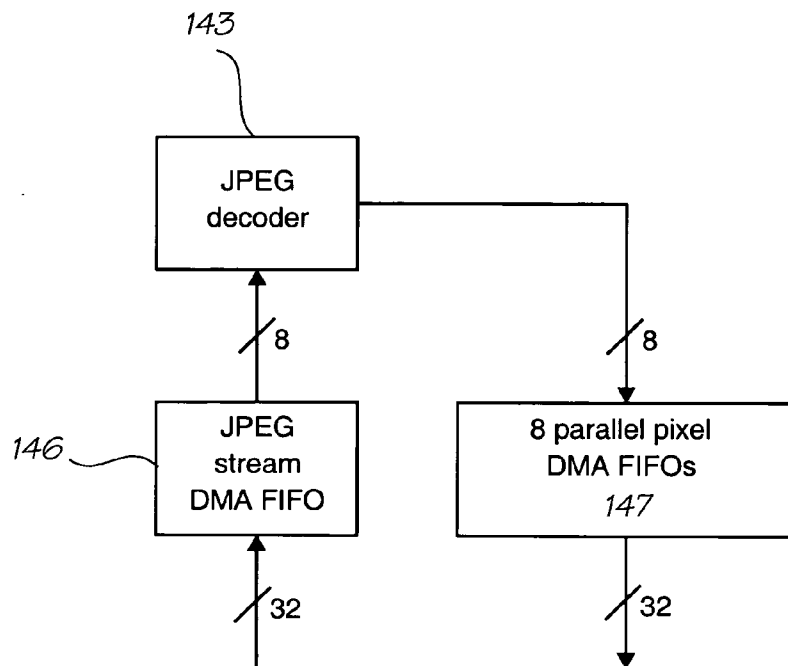 143
JPEG
decoder
8
8
146
JPEG
stream
DMA FIFO
8 parallel pixel
DMA FIFOs
147
32
32